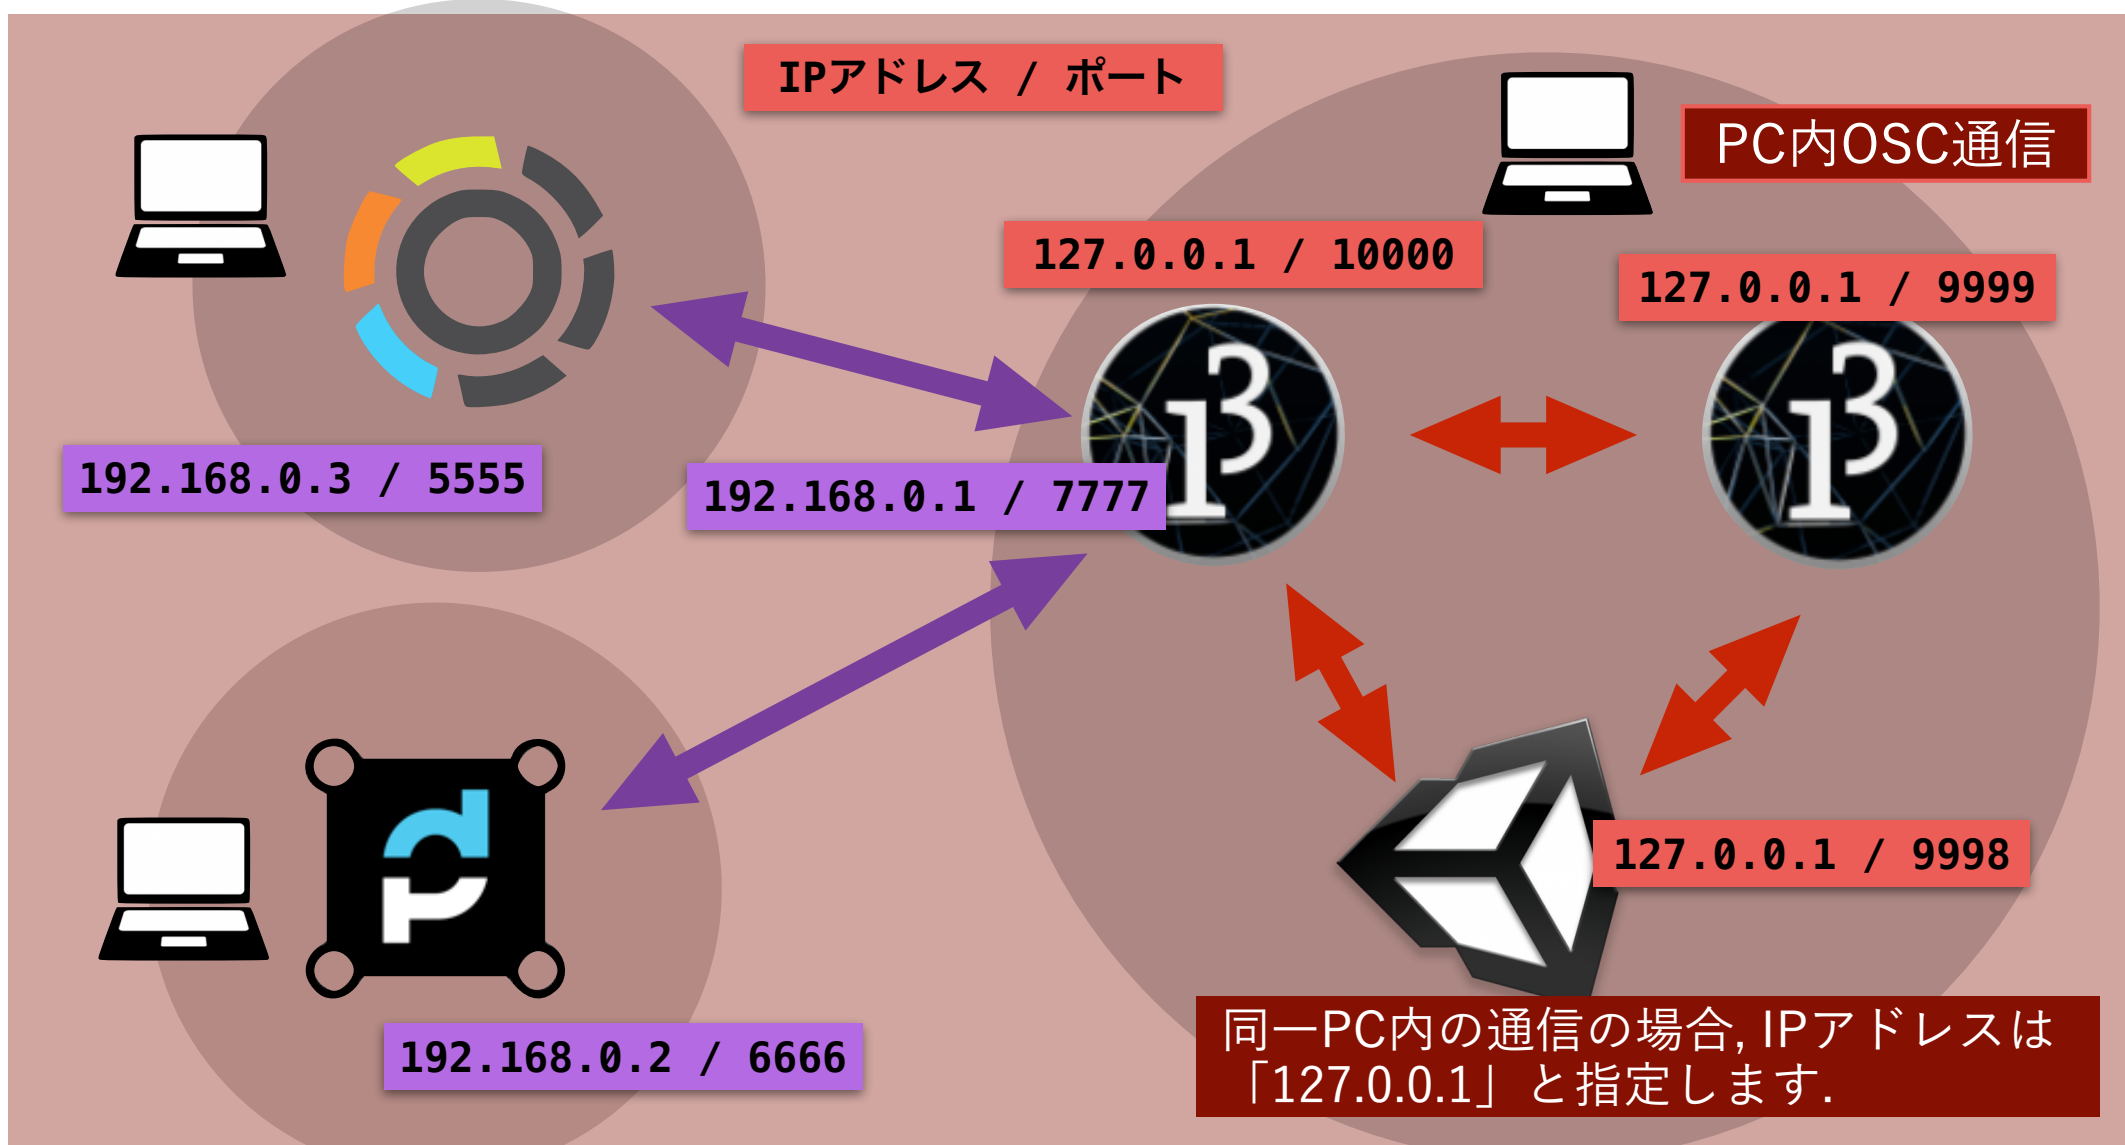 IPアドレス / ポート
PC内OSC通信
127.0.0.1 / 10000
127.0.0.1 / 9999
192.168.0.3 / 5555
192.168.0.1 / 7777
127.0.0.1 / 9998
192.168.0.2 / 6666
同一PC内の通信の場合, IPアドレスは
「127.0.0.1」と指定します.